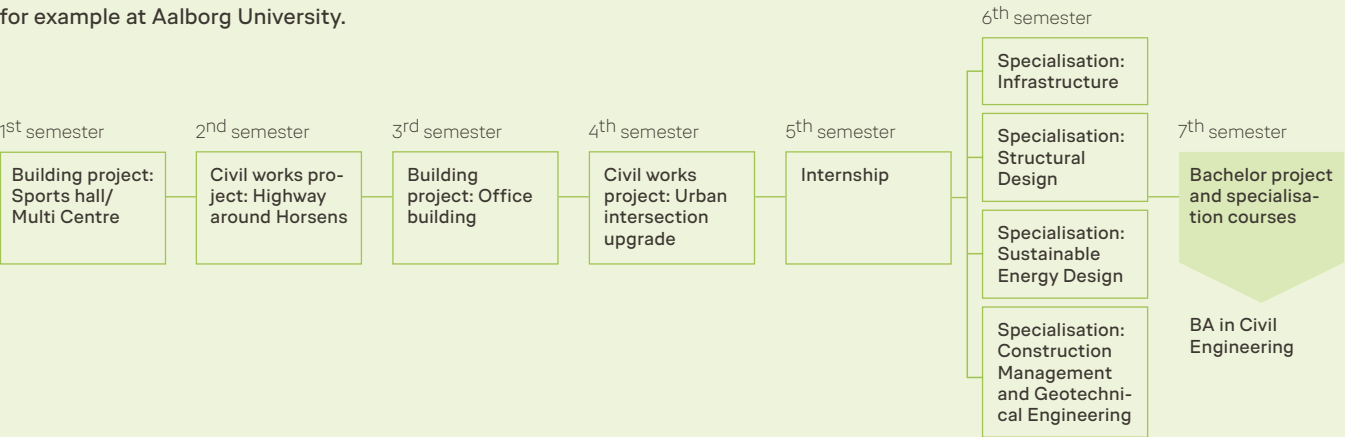 for example at Aalborg University.
1st semester
Building project:
Sports hall/
Multi Centre
2nd semester
Civil works pro-
ject: Highway
around Horsens
3rd semester
Building
project: Office
building
4th semester
Civil works
project: Urban
intersection
upgrade
5th semester
Internship
6th semester
Specialisation:
Infrastructure
Specialisation:
Structural
Design
Specialisation:
Sustainable
Energy Design
Specialisation:
Construction
Management
and Geotechni-
cal Engineering
7th semester
Bachelor project
and specialisa-
tion courses
BA in Civil
Engineering